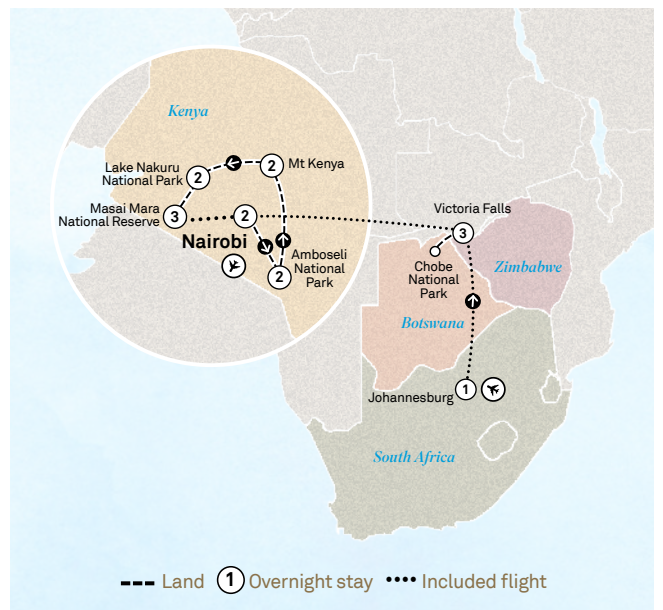 Kenya
2
Mt Kenya
Lake Nakuru
National Park
2
Masai Mara
National Reserve
3
2
Nairobi
Amboseli
National
Park
2
Victoria Falls
3
Chobe
National
Park
Zimbabwe
Botswana
Johannesburg
1
South Africa
Land
1
Overnight stay
Included flight